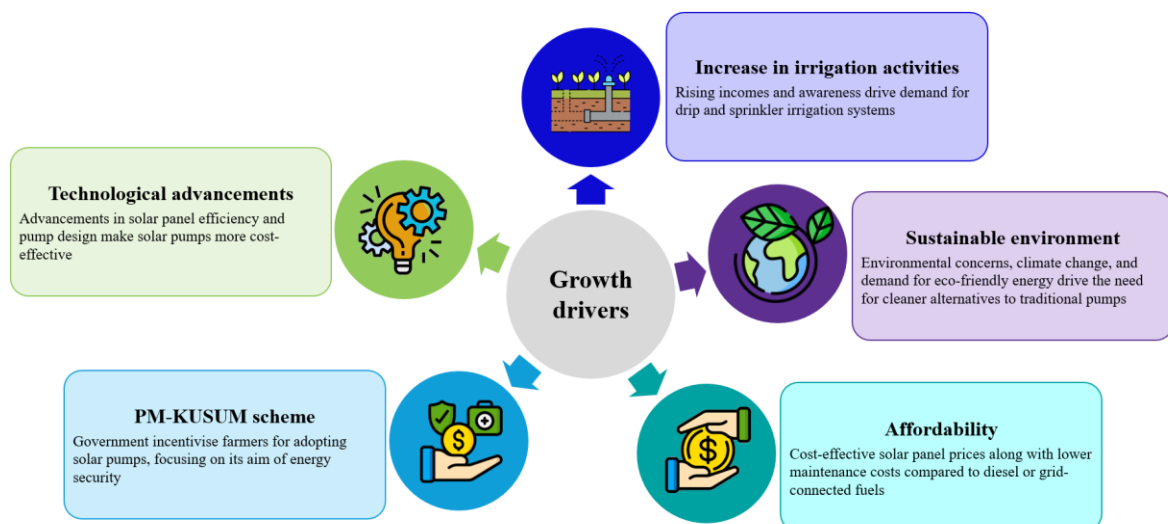 Increase in irrigation activities
Rising incomes and awareness drive demand for
drip and sprinkler irrigation systems
Technological advancements
Advancements in solar panel efficiency and
pump design make solar pumps more cost-
effective
Growth
drivers
Sustainable environment
Environmental concerns, climate change, and
demand for eco-friendly energy drive the need
for cleaner alternatives to traditional pumps
PM-KUSUM scheme
Government incentivise farmers for adopting
solar pumps, focusing on its aim of energy
security
$
$
Affordability
Cost-effective solar panel prices along with lower
maintenance costs compared to diesel or grid-
connected fuels